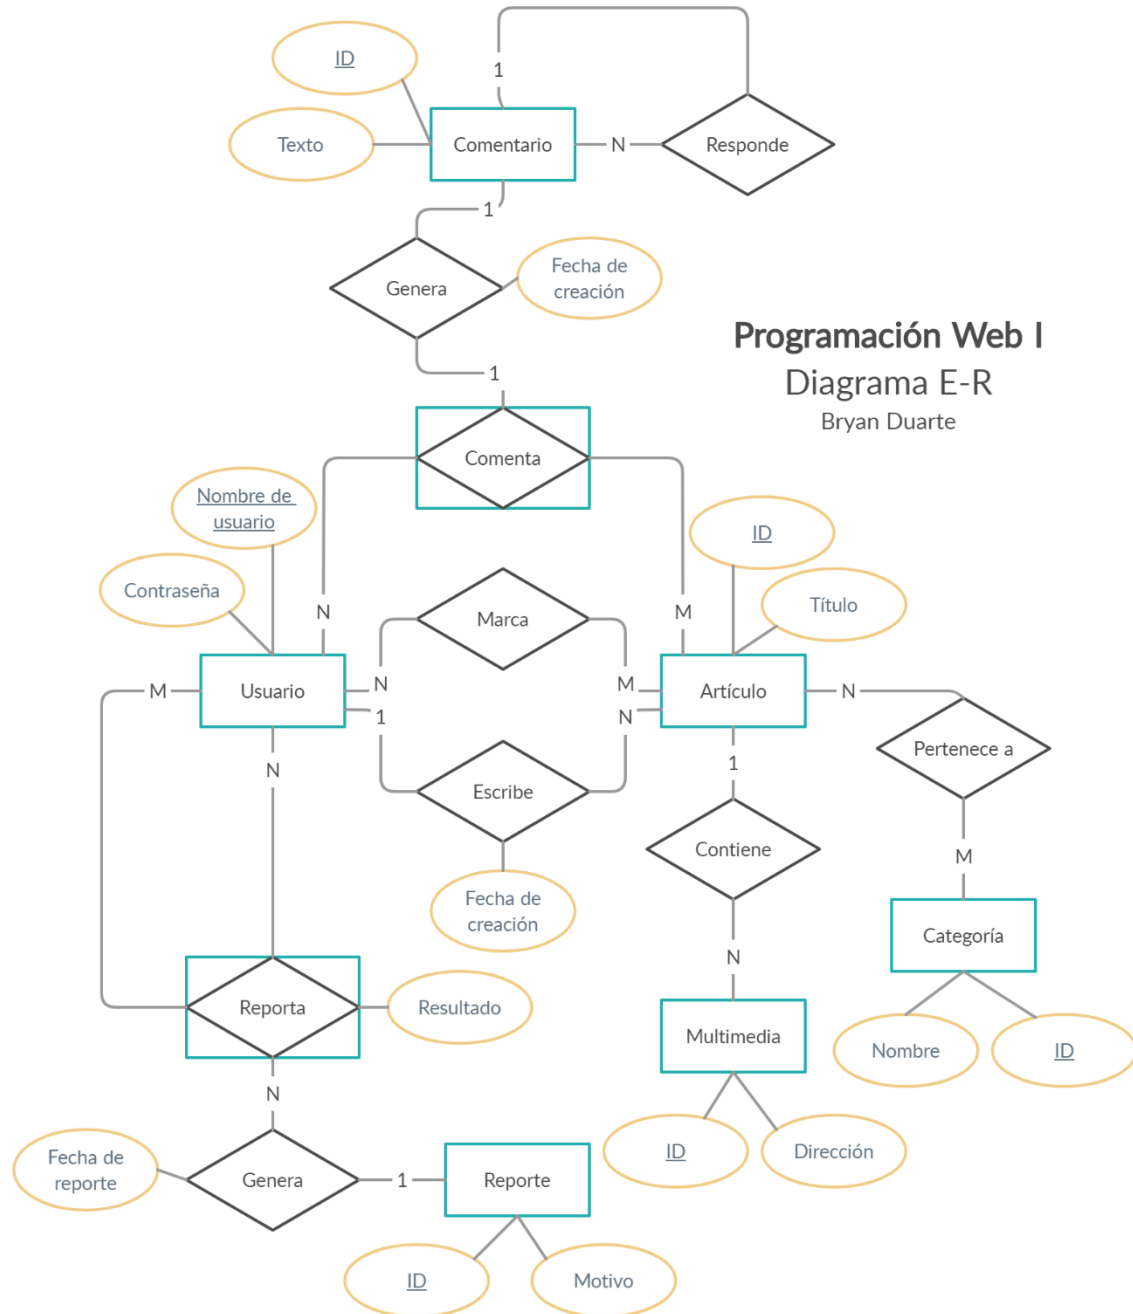 1
ID
Comentario
N
Responde
Texto
1
Genera
Fecha de
creación
Programación Web I
Diagrama E-R
Bryan Duarte
1
Comenta
Nombre de
usuario
ID
Contraseña
N
Marca
M
Título
M
Usuario
N
M
Artículo
N
1
N
N
Escribe
1
Pertenece a
Contiene
M
Fecha de
creación
Categoría
N
Reporta
Resultado
Multimedia
Nombre
ID
N
Fecha de
reporte
Genera
1
Reporte
ID
Dirección
ID
Motivo